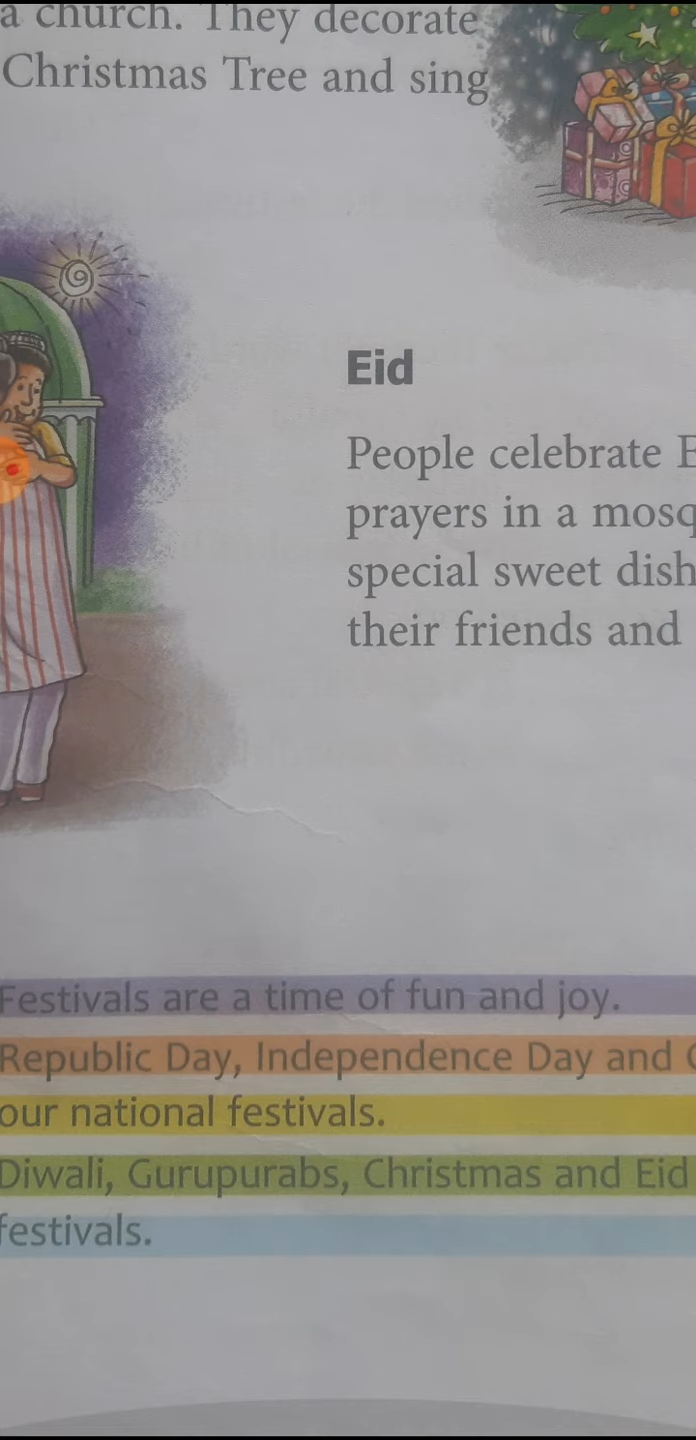 a church. They decorate
Christmas Tree and sing
Eid
People celebrate
prayers in a
special sweet
their friends and
Festivals are a time of fun and joy.
Republic Day, Independence Day and
our national festivals.
Diwali, Gurupurabs, Christmas and Eid
festivals.